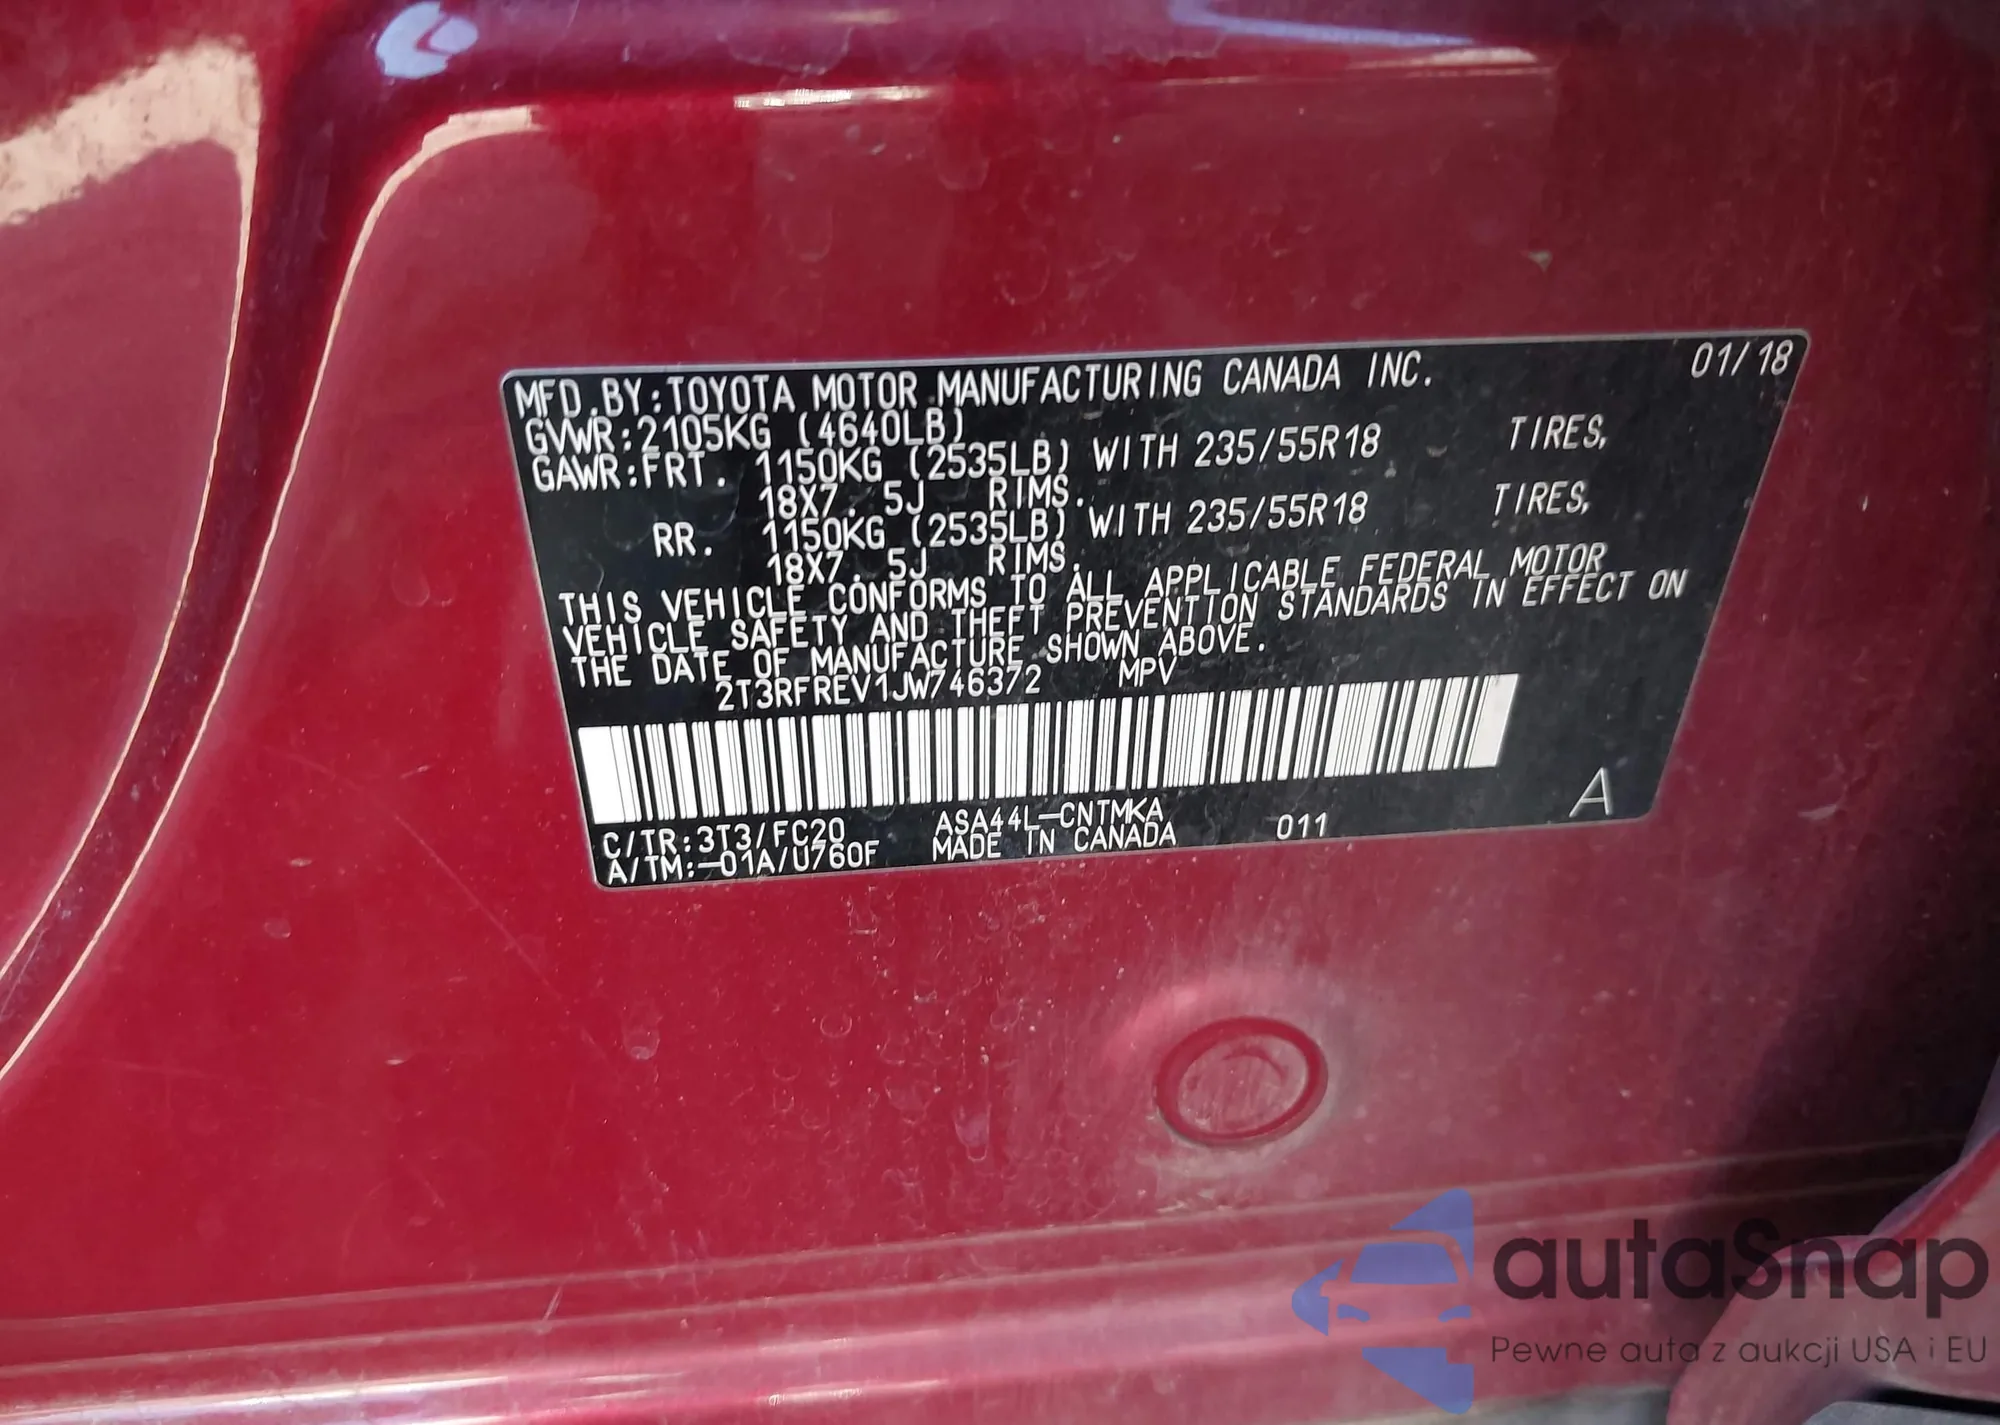 MFD.BY:TOYOTA MOTOR MANUFACTURING CANADA INC. 01/18
GVWR:2105KG (4640LB)
GAWR:FRT. 1150KG (2535LB) WITH 235/55R18 TIRES,
18X7. 5J RIMS.
RR. 1150KG (2535LB) WITH 235/55R18 TIRES,
18X7. 5J RIMS.
THIS VEHICLE CONFORMS TO ALL APPLICABLE FEDERAL MOTOR
VEHICLE SAFETY AND THEFT PREVENTION STANDARDS IN EFFECT ON
THE DATE OF MANUFACTURE SHOWN ABOVE.
2T3RFREV1JW746372 MPV
C/TR:3T3/FC20 ASA44L-CNTMKA 011 A
A/TM:-01A/U760F MADE IN CANADA
autaSnap
Pewne auta z aukcji USA i EU